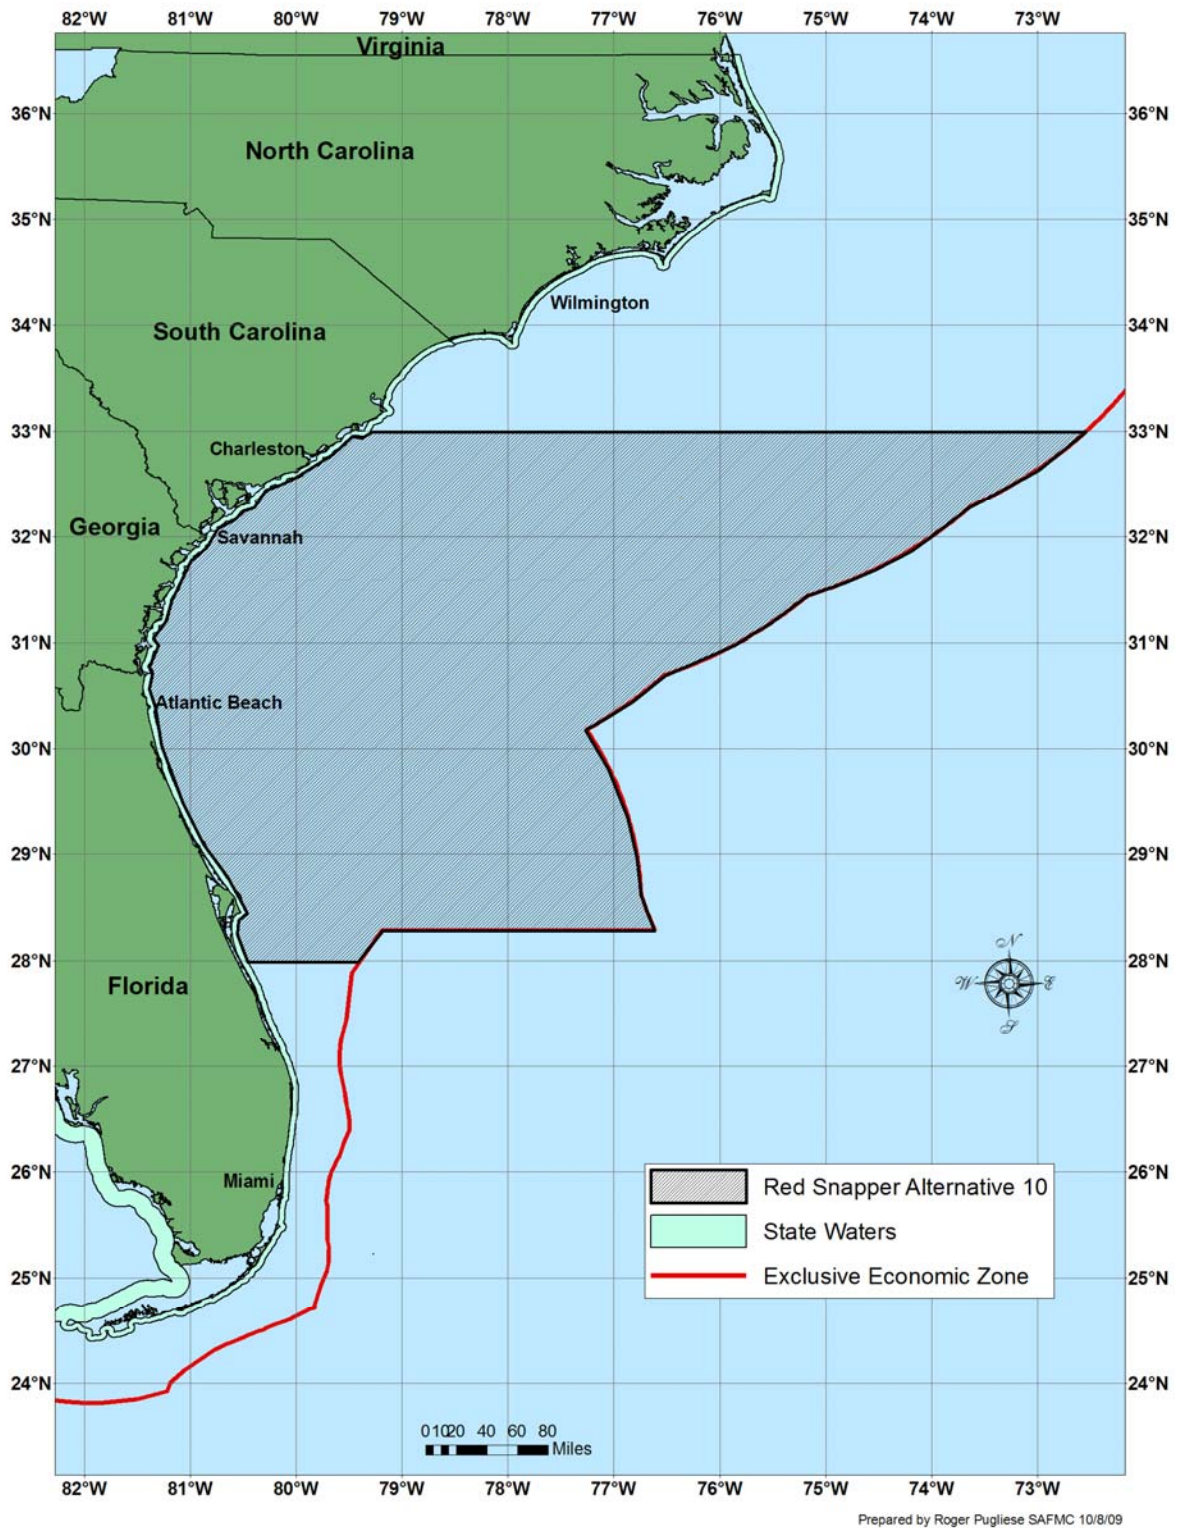 82°W 81°W 80°W 79°W 78°W 77°W 76°W 75°W 74°W 73°W
Virginia
36°N 36°N
North Carolina
35°N 35°N
Wilmington
South Carolina
34°N 34°N
33°N 33°N
Charleston
Georgia
32°N Savannah 32°N
31°N 31°N
Atlantic Beach
30°N 30°N
29°N 29°N
N
28°N 28°N
Florida
W E
S
27°N 27°N
26°N 26°N
Miami
Red Snapper Alternative 10
State Waters
25°N Exclusive Economic Zone 25°N
24°N 24°N
0 10 20 40 60 80
Miles
82°W 81°W 80°W 79°W 78°W 77°W 76°W 75°W 74°W 73°W
Prepared by Roger Pugliese SAFMC 10/8/09